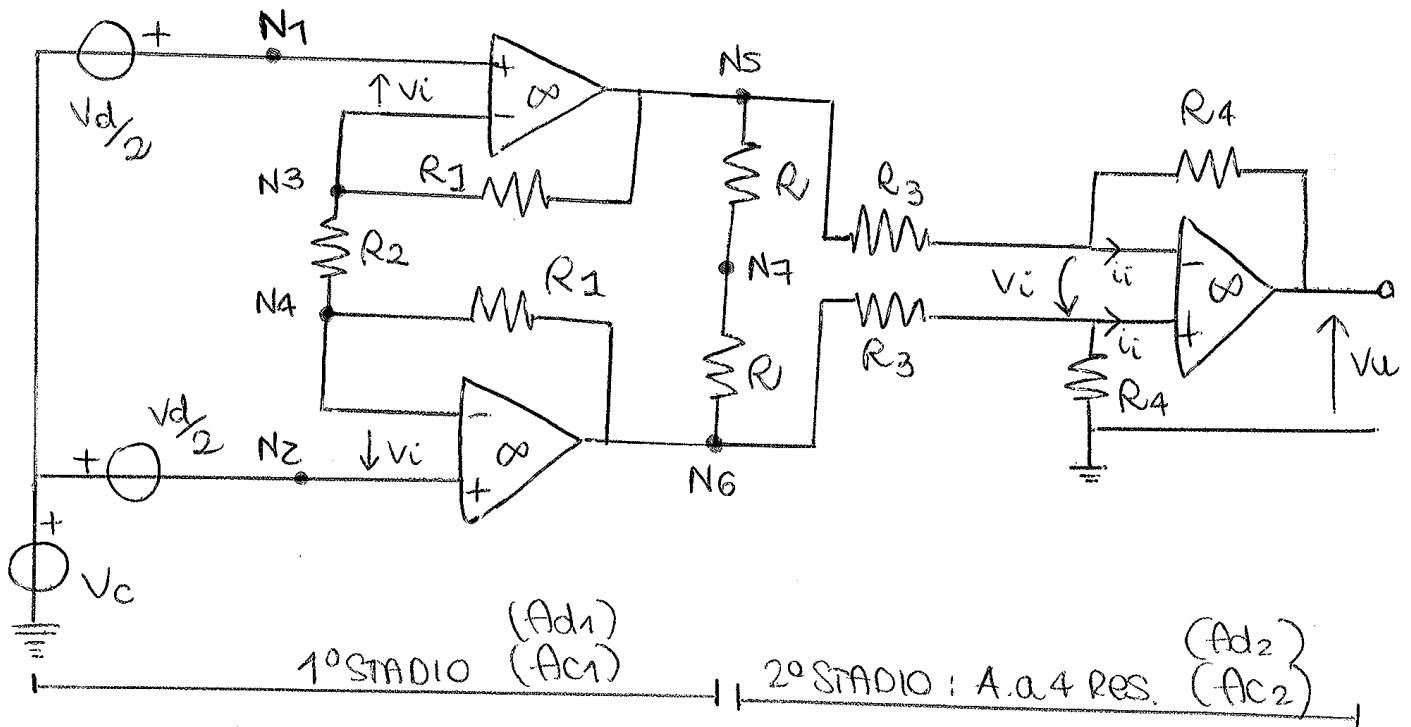 +
N1
Vd/2
+
∞
-
↑ Vi
N5
R4
N3
R1
R
R3
R2
N7
Vi
ii
-
∞
N4
R1
ii
+
R
R3
Vu
R4
Vd/2
+
N2
↓ Vi
-
∞
+
N6
+
Vc
(Ad1)
1° STADIO (Ac1)
(Ad2)
2° STADIO : A.a 4 Res. (Ac2)